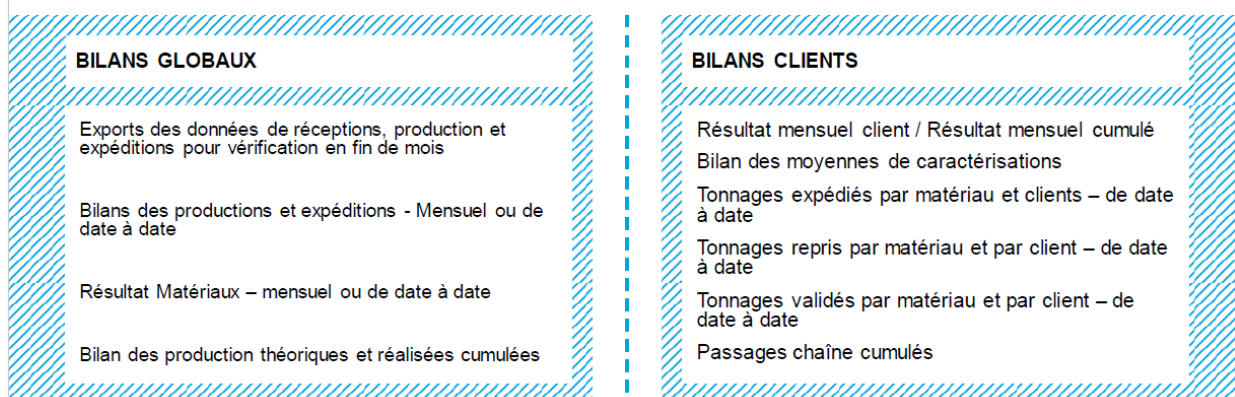 BILANS GLOBAUX
Exports des données de réceptions, production et
expéditions pour vérification en fin de mois
Bilans des productions et expéditions - Mensuel ou de
date à date
Résultat Matériaux – mensuel ou de date à date
Bilan des production théoriques et réalisées cumulées
BILANS CLIENTS
Résultat mensuel client / Résultat mensuel cumulé
Bilan des moyennes de caractérisations
Tonnages expédiés par matériau et clients – de date
à date
Tonnages repris par matériau et par client – de date
à date
Tonnages validés par matériau et par client – de
date à date
Passages chaîne cumulés